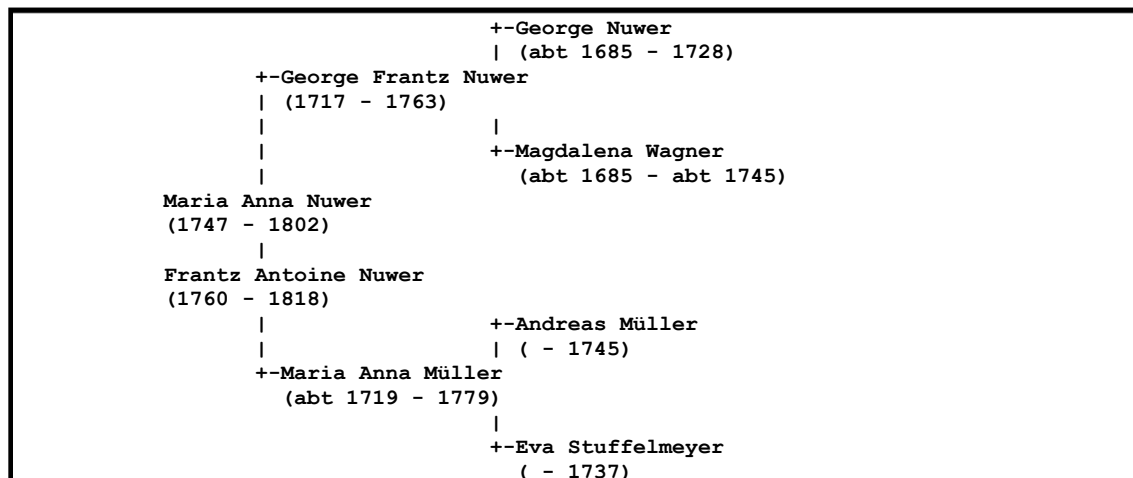 +-George Nuwer
| (abt 1685 - 1728)
+-George Frantz Nuwer
| (1717 - 1763)
| |
| +-Magdalena Wagner
| (abt 1685 - abt 1745)
Maria Anna Nuwer
(1747 - 1802)
|
Frantz Antoine Nuwer
(1760 - 1818)
| +-Andreas Müller
| | ( - 1745)
+-Maria Anna Müller
(abt 1719 - 1779)
|
+-Eva Stuffelmeyer
( - 1737)